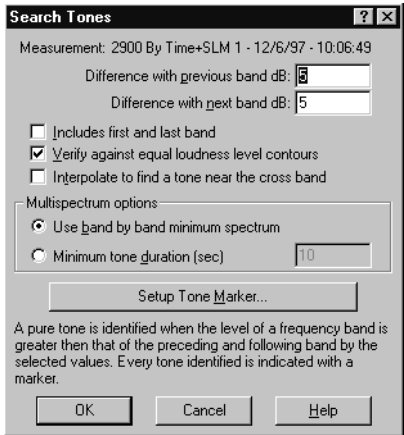 Search Tones
Measurement: 2900 By Time+SLM 1 - 12/6/97 - 10:06:49
Difference with previous band dB: 5
Difference with next band dB: 5
Includes first and last band
Verify against equal loudness level contours
Interpolate to find a tone near the cross band
Multispectrum options
Use band by band minimum spectrum
Minimum tone duration (sec) 10
Setup Tone Marker...
A pure tone is identified when the level of a frequency band is
greater then that of the preceding and following band by the
selected values. Every tone identified is indicated with a
marker.
OK Cancel Help